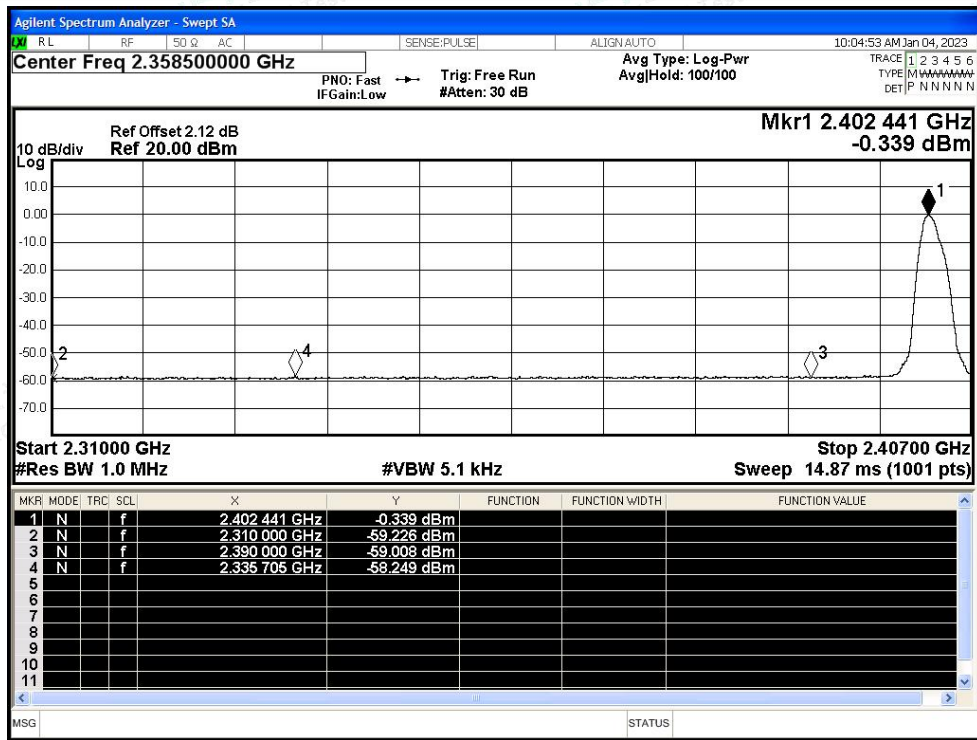 Agilent Spectrum Analyzer - Swept SA
LXI RL RF 50 Ω AC SENSE:PULSE ALIGN AUTO 10:04:53 AM Jan 04, 2023
Center Freq 2.358500000 GHz
PNO: Fast
IFGain:Low
Trig: Free Run
#Atten: 30 dB
Avg Type: Log-Pwr
Avg|Hold: 100/100
TRACE 1 2 3 4 5 6
TYPE M WWWWW
DET P N N N N N
Mkr1 2.402 441 GHz
-0.339 dBm
Ref Offset 2.12 dB
10 dB/div Ref 20.00 dBm
Log
10.0
0.00
-10.0
-20.0
-30.0
-40.0
-50.0
-60.0
-70.0
1
2
4
3
Start 2.31000 GHz Stop 2.40700 GHz
#Res BW 1.0 MHz #VBW 5.1 kHz Sweep 14.87 ms (1001 pts)
MKR MODE TRC SCL X Y FUNCTION FUNCTION WIDTH FUNCTION VALUE
1 N f 2.402 441 GHz -0.339 dBm
2 N f 2.310 000 GHz -59.226 dBm
3 N f 2.390 000 GHz -59.008 dBm
4 N f 2.335 705 GHz -58.249 dBm
5
6
7
8
9
10
11
MSG STATUS